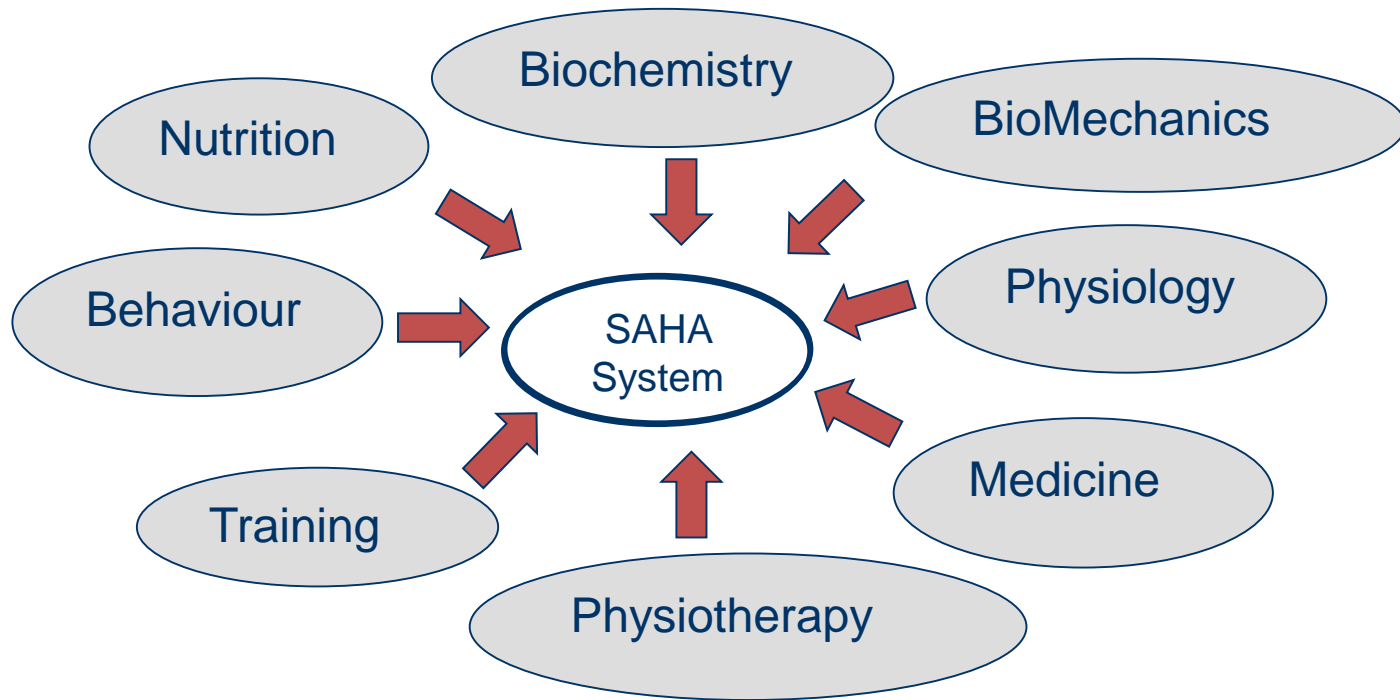 Biochemistry
BioMechanics
Nutrition
Physiology
Behaviour
SAHA
System
Medicine
Training
Physiotherapy